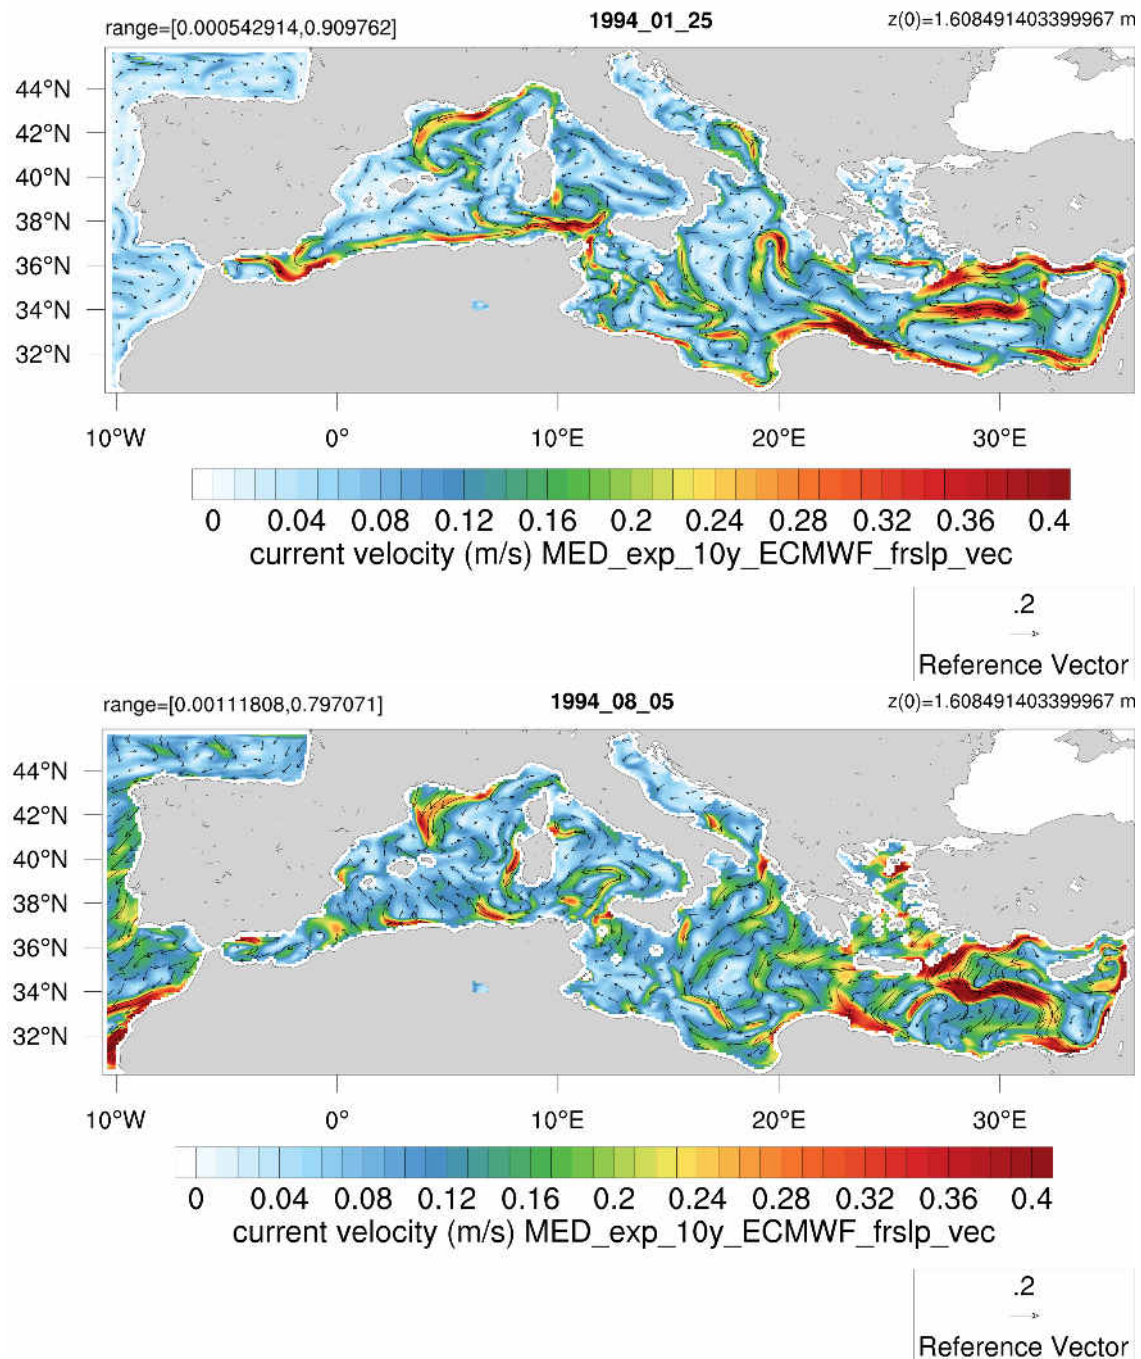 range=[0.000542914,0.909762] 1994_01_25 z(0)=1.608491403399967 m
44°N
42°N
40°N
38°N
36°N
34°N
32°N
10°W 0° 10°E 20°E 30°E
0 0.04 0.08 0.12 0.16 0.2 0.24 0.28 0.32 0.36 0.4
current velocity (m/s) MED_exp_10y_ECMWF_frslp_vec
.2
Reference Vector
range=[0.00111808,0.797071] 1994_08_05 z(0)=1.608491403399967 m
44°N
42°N
40°N
38°N
36°N
34°N
32°N
10°W 0° 10°E 20°E 30°E
0 0.04 0.08 0.12 0.16 0.2 0.24 0.28 0.32 0.36 0.4
current velocity (m/s) MED_exp_10y_ECMWF_frslp_vec
.2
Reference Vector